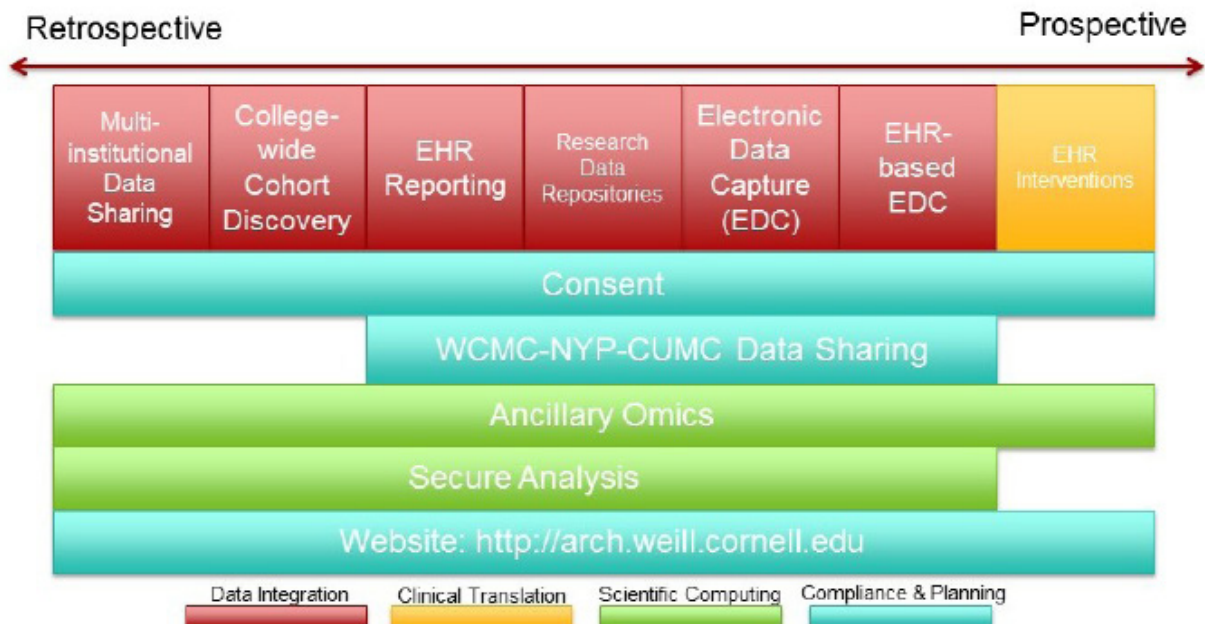 Retrospective
Prospective
Multi-
institutional
Data
Sharing
College-
wide
Cohort
Discovery
EHR
Reporting
Research
Data
Repositories
Electronic
Data
Capture
(EDC)
EHR-
based
EDC
EHR
Interventions
Consent
WCMC-NYP-CUMC Data Sharing
Ancillary Omics
Secure Analysis
Website: http://arch.weill.cornell.edu
Data Integration
Clinical Translation
Scientific Computing
Compliance & Planning